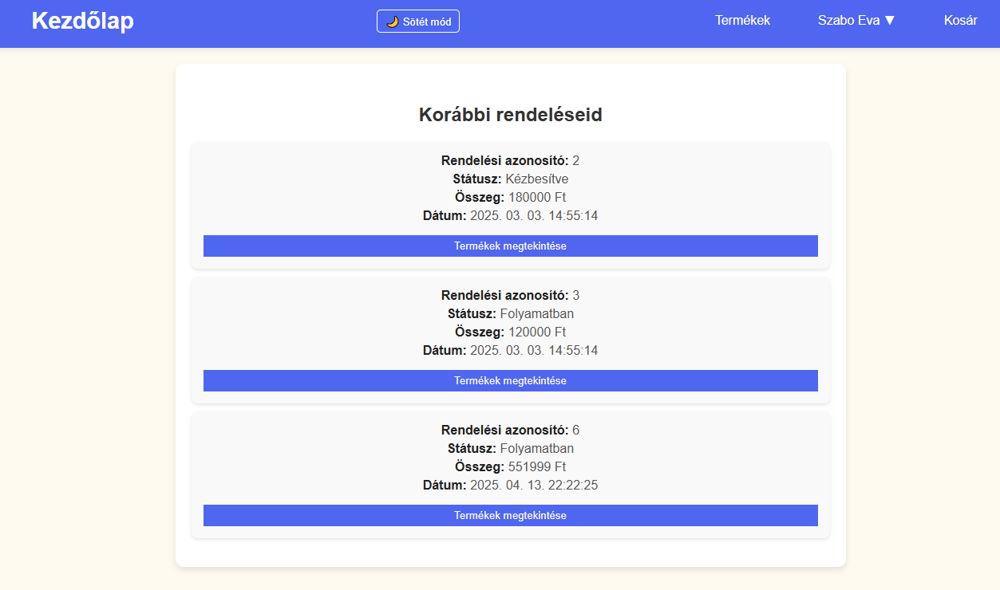 Kezdőlap
🌙 Sötét mód
Termékek
Szabo Eva ▼
Kosár
Korábbi rendeléseid
Rendelési azonosító: 2
Státusz: Kézbesítve
Összeg: 180000 Ft
Dátum: 2025. 03. 03. 14:55:14
Termékek megtekintése
Rendelési azonosító: 3
Státusz: Folyamatban
Összeg: 120000 Ft
Dátum: 2025. 03. 03. 14:55:14
Termékek megtekintése
Rendelési azonosító: 6
Státusz: Folyamatban
Összeg: 551999 Ft
Dátum: 2025. 04. 13. 22:22:25
Termékek megtekintése